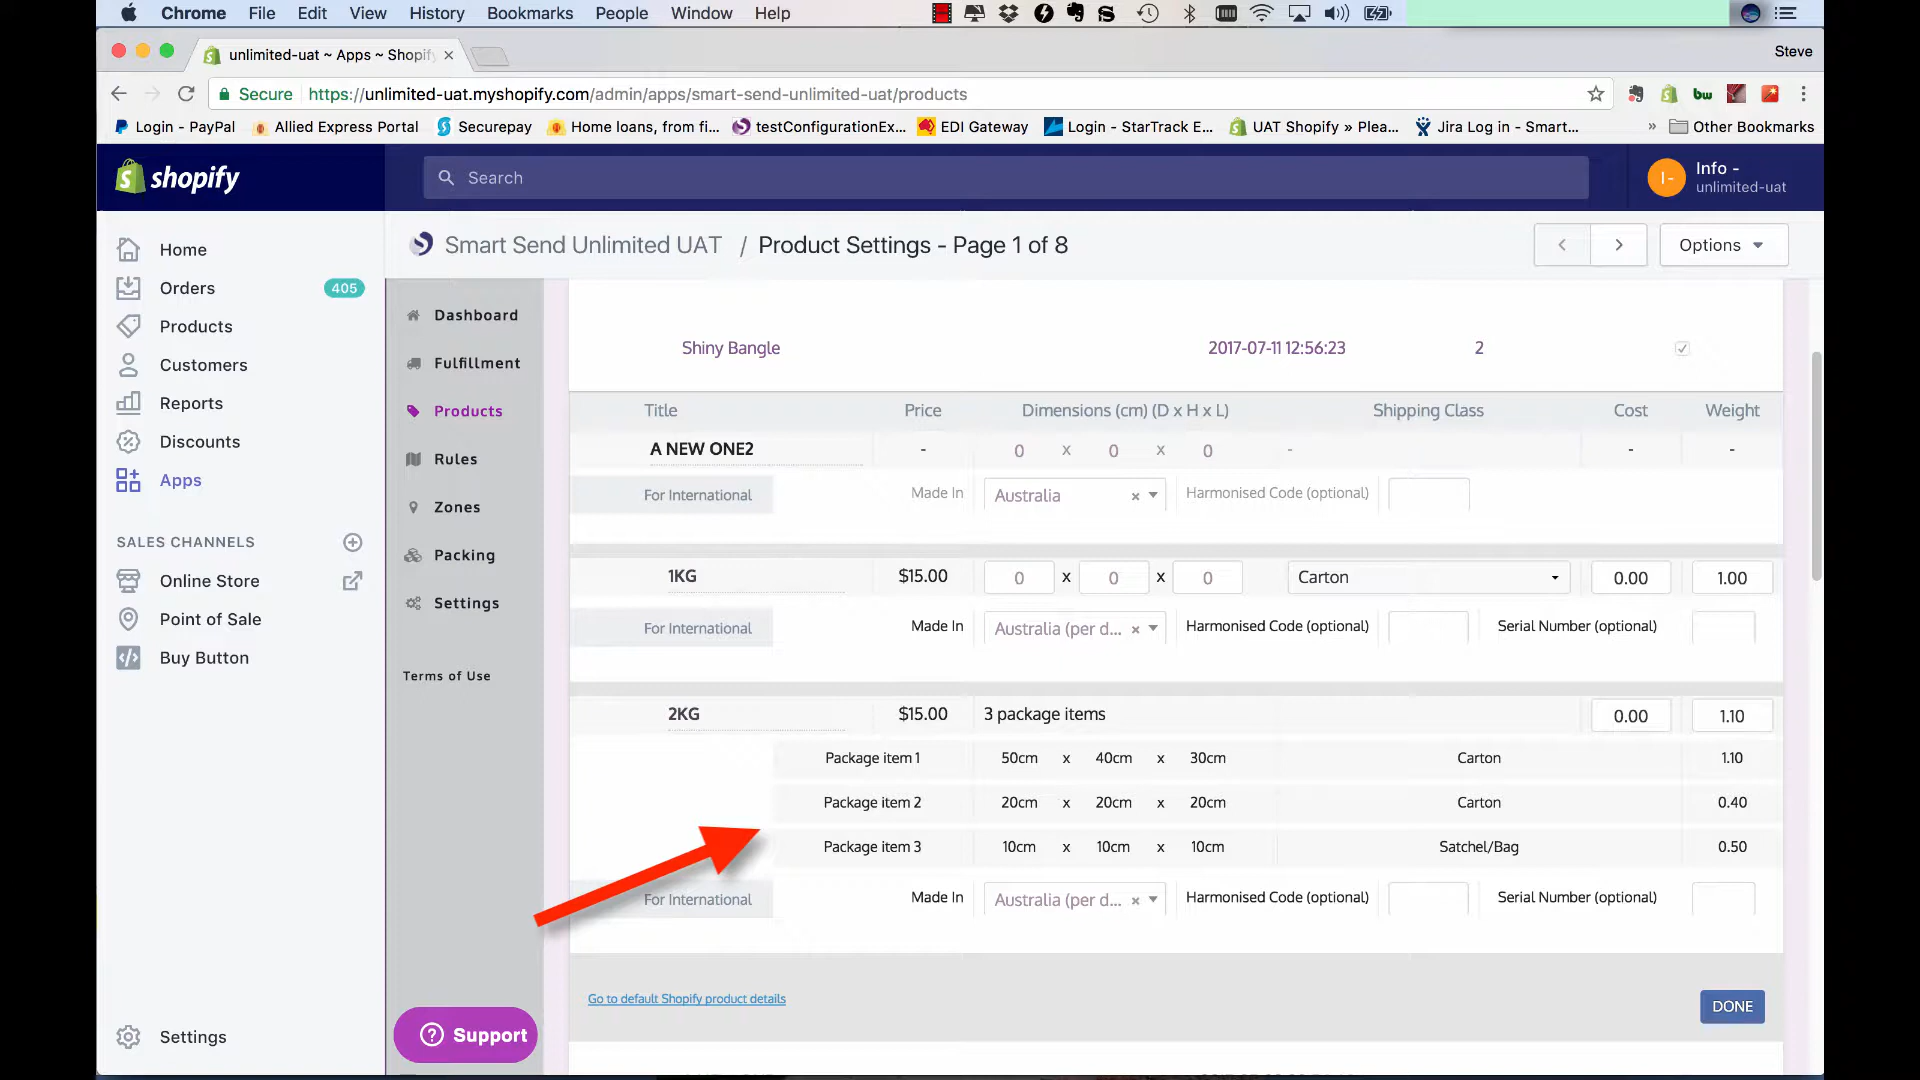 Chrome File Edit View History Bookmarks People Window Help
unlimited-uat ~ Apps ~ Shopify
Steve
Secure https://unlimited-uat.myshopify.com/admin/apps/smart-send-unlimited-uat/products
bw
Login - PayPal Allied Express Portal Securepay Home loans, from fi... testConfigurationEx... EDI Gateway Login - StarTrack E... UAT Shopify » Plea... Jira Log in - Smart... » Other Bookmarks
shopify
Search
I - Info -
unlimited-uat
Smart Send Unlimited UAT / Product Settings - Page 1 of 8
Options
Home
Orders 405
Products
Customers
Reports
Discounts
Apps
SALES CHANNELS
Online Store
Point of Sale
Buy Button
Settings
Dashboard
Fulfillment
Products
Rules
Zones
Packing
Settings
Terms of Use
Support
Shiny Bangle 2017-07-11 12:56:23 2
Title Price Dimensions (cm) (D x H x L) Shipping Class Cost Weight
A NEW ONE2 - 0 x 0 x 0 - - -
For International Made In Australia × Harmonised Code (optional)
1KG $15.00 0 x 0 x 0 Carton 0.00 1.00
For International Made In Australia (per d... × Harmonised Code (optional) Serial Number (optional)
2KG $15.00 3 package items 0.00 1.10
Package item 1 50cm x 40cm x 30cm Carton 1.10
Package item 2 20cm x 20cm x 20cm Carton 0.40
Package item 3 10cm x 10cm x 10cm Satchel/Bag 0.50
For International Made In Australia (per d... × Harmonised Code (optional) Serial Number (optional)
Go to default Shopify product details
DONE